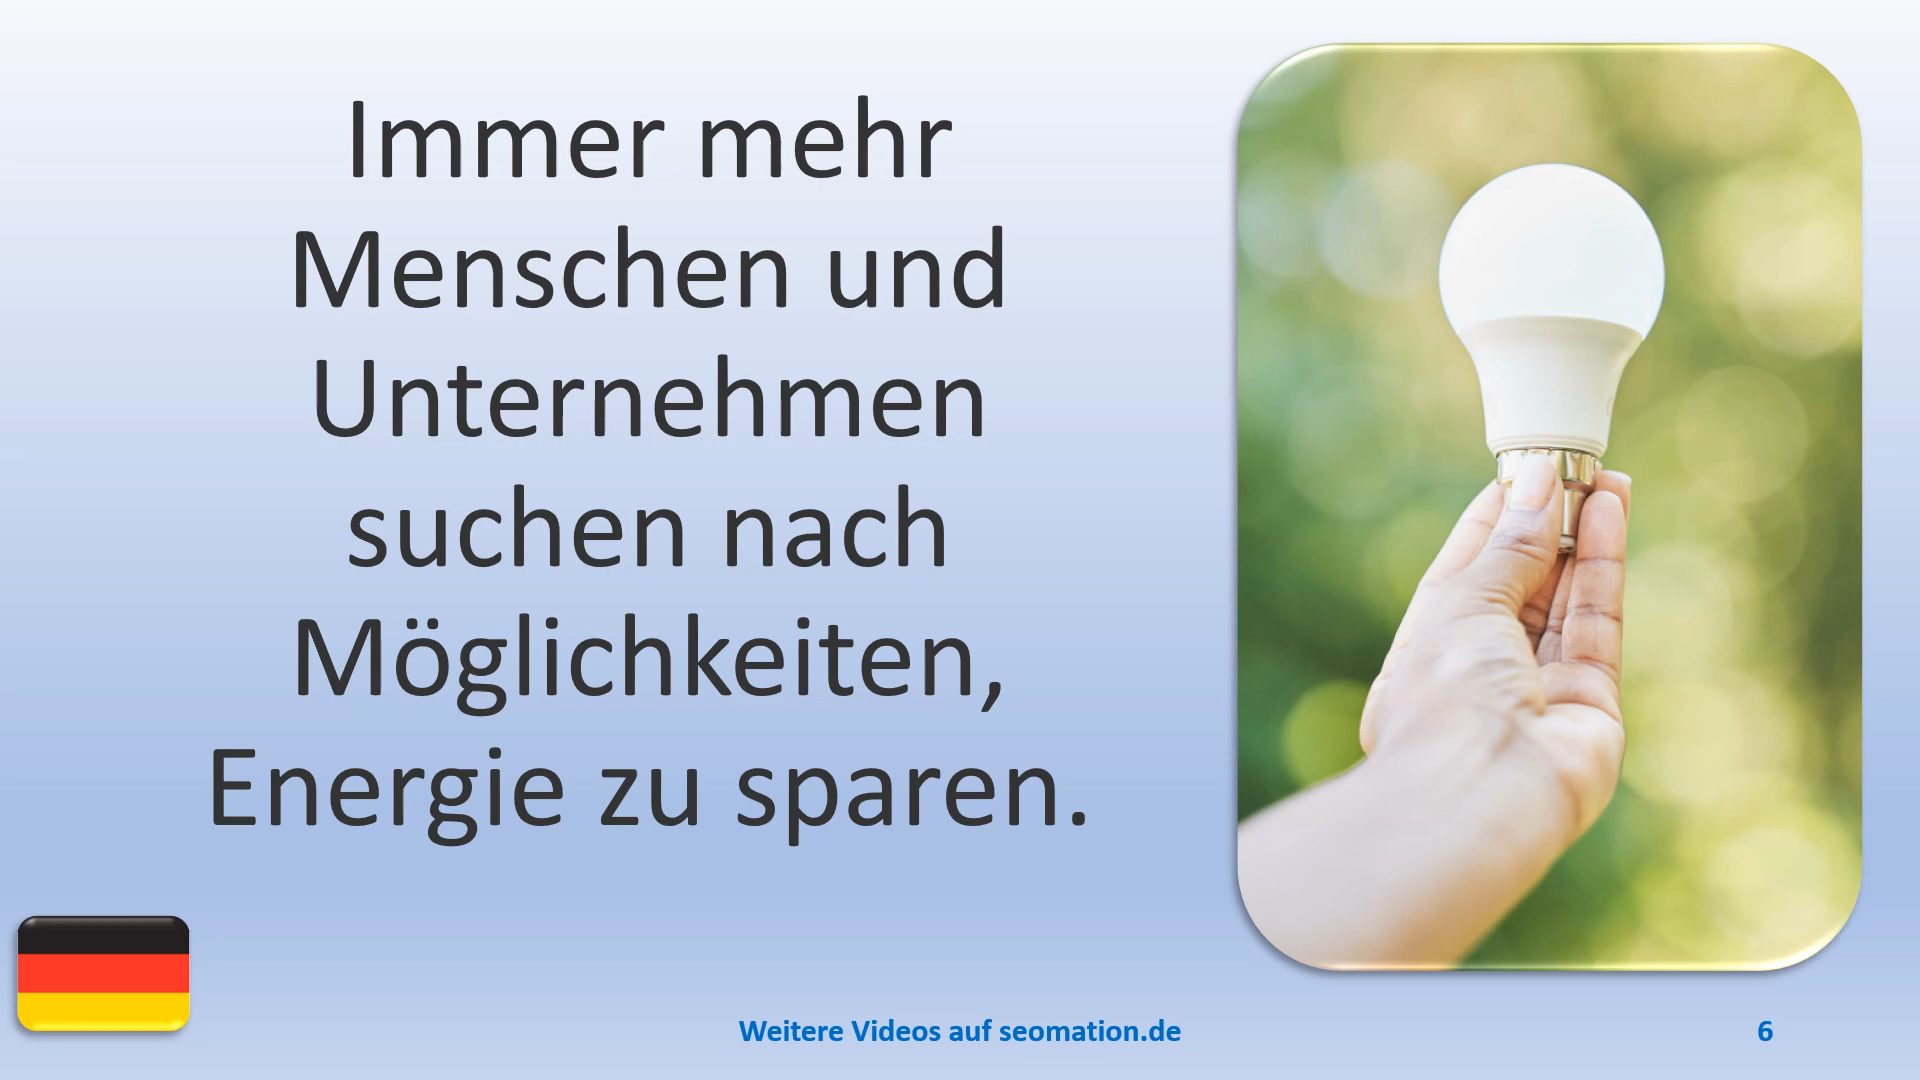 Immer mehr
Menschen und
Unternehmen
suchen nach
Möglichkeiten,
Energie zu sparen.
Weitere Videos auf seomation.de
6